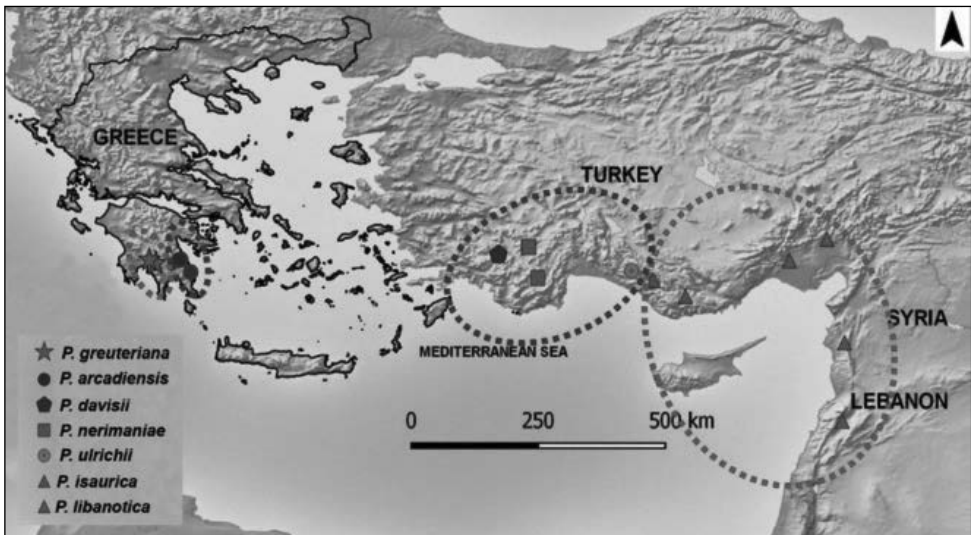 GREECE
TURKEY
SYRIA
MEDITERRANEAN SEA
LEBANON
0 250 500 km
P. greuteriana
P. arcadiensis
P. davisii
P. nerimaniae
P. ulrichii
P. isaurica
P. libanotica